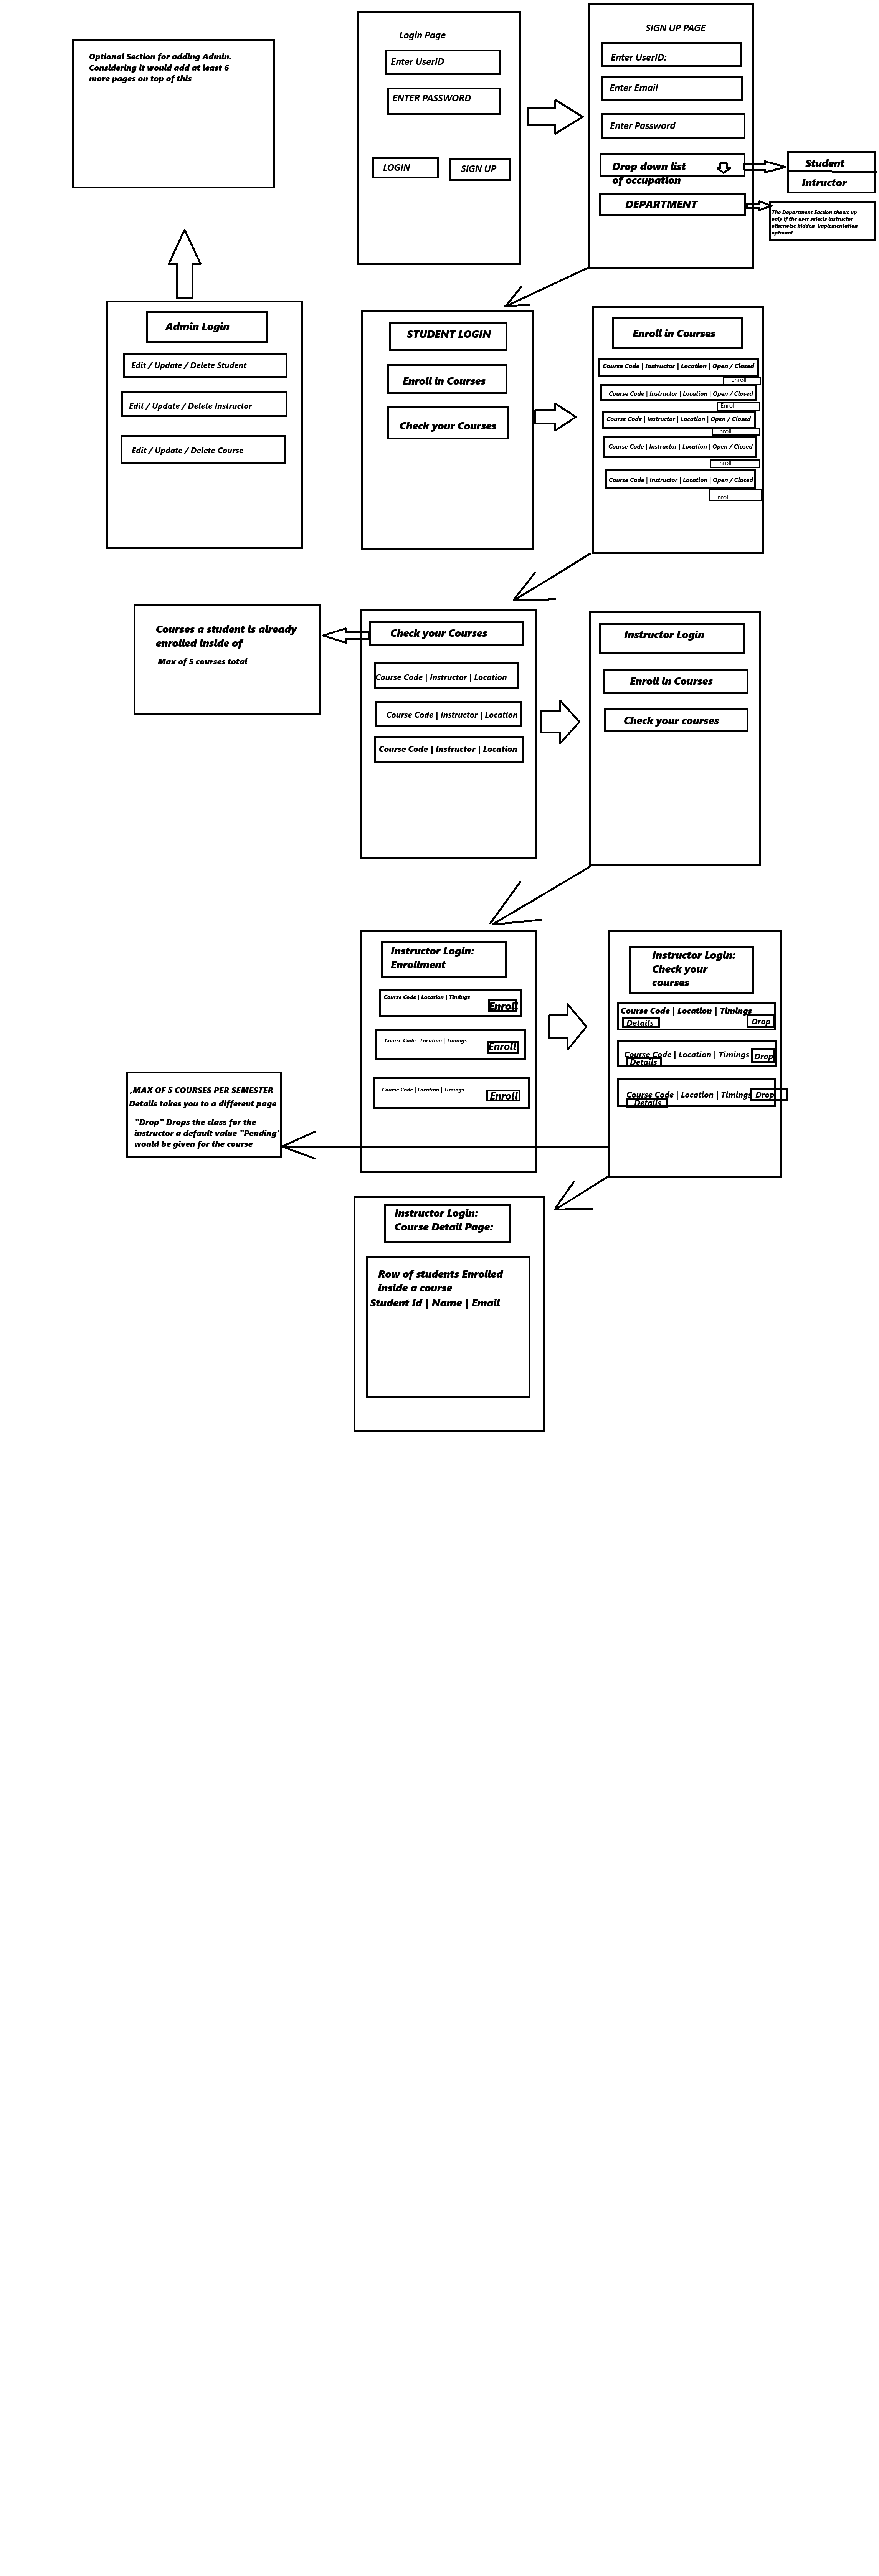 Optional Section for adding Admin.
Considering it would add at least 6
more pages on top of this
Login Page
Enter UserID
ENTER PASSWORD
LOGIN
SIGN UP
SIGN UP PAGE
Enter UserID:
Enter Email
Enter Password
Drop down list
of occupation
DEPARTMENT
Student
Intructor
The Department Section shows up
only if the user selects instructor
otherwise hidden implementation
optional
Admin Login
Edit / Update / Delete Student
Edit / Update / Delete Instructor
Edit / Update / Delete Course
STUDENT LOGIN
Enroll in Courses
Check your Courses
Enroll in Courses
Course Code | Instructor | Location | Open / Closed
Enroll
Course Code | Instructor | Location | Open / Closed
Enroll
Course Code | Instructor | Location | Open / Closed
Enroll
Course Code | Instructor | Location | Open / Closed
Enroll
Course Code | Instructor | Location | Open / Closed
Enroll
Courses a student is already
enrolled inside of
Max of 5 courses total
Check your Courses
Course Code | Instructor | Location
Course Code | Instructor | Location
Course Code | Instructor | Location
Instructor Login
Enroll in Courses
Check your courses
Instructor Login:
Enrollment
Course Code | Location | Timings
Enroll
Course Code | Location | Timings
Enroll
Course Code | Location | Timings
Enroll
Instructor Login:
Check your
courses
Course Code | Location | Timings
Details
Drop
Course Code | Location | Timings
Details
Drop
Course Code | Location | Timings
Details
Drop
,MAX OF 5 COURSES PER SEMESTER
Details takes you to a different page
"Drop" Drops the class for the
instructor a default value "Pending"
would be given for the course
Instructor Login:
Course Detail Page:
Row of students Enrolled
inside a course
Student Id | Name | Email